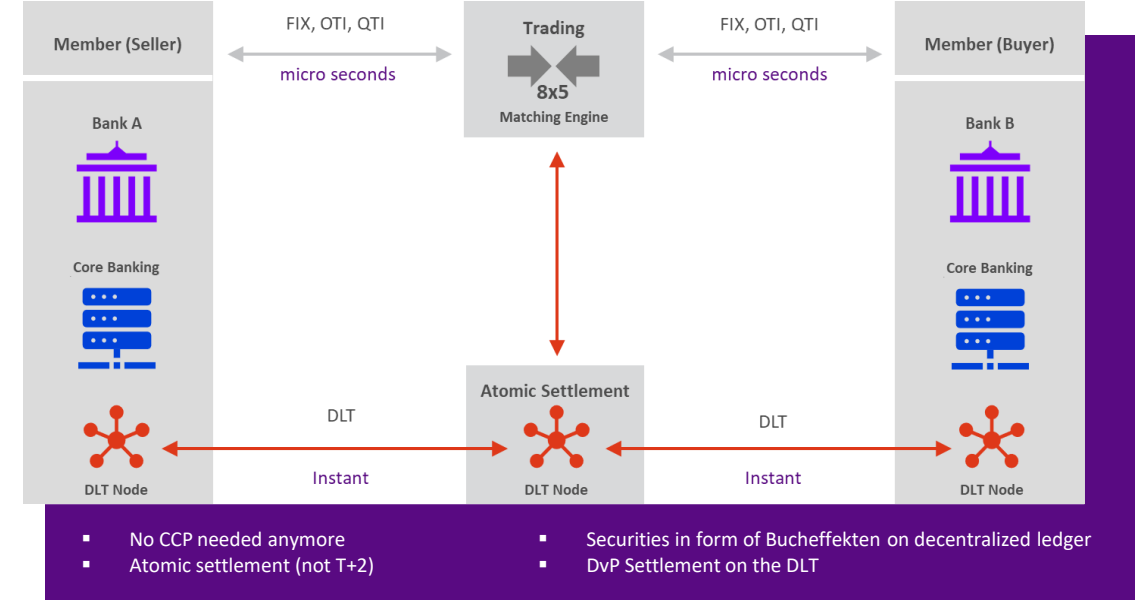 Member (Seller)
FIX, OTI, QTI
micro seconds
Trading
8x5
Matching Engine
FIX, OTI, QTI
micro seconds
Member (Buyer)
Bank A
Core Banking
DLT Node
Bank B
Core Banking
DLT Node
DLT
Instant
Atomic Settlement
DLT Node
DLT
Instant
▪ No CCP needed anymore
▪ Atomic settlement (not T+2)
▪ Securities in form of Bucheffekten on decentralized ledger
▪ DvP Settlement on the DLT